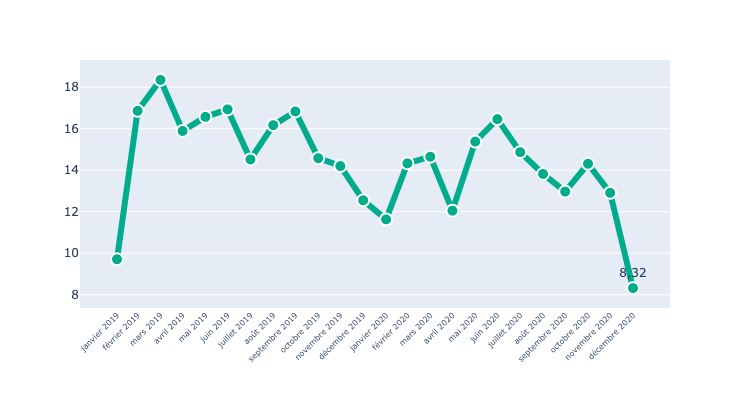 18
16
14
12
10
8
8.32
janvier 2019
février 2019
mars 2019
avril 2019
mai 2019
juin 2019
juillet 2019
août 2019
septembre 2019
octobre 2019
novembre 2019
décembre 2019
janvier 2020
février 2020
mars 2020
avril 2020
mai 2020
juin 2020
juillet 2020
août 2020
septembre 2020
octobre 2020
novembre 2020
décembre 2020